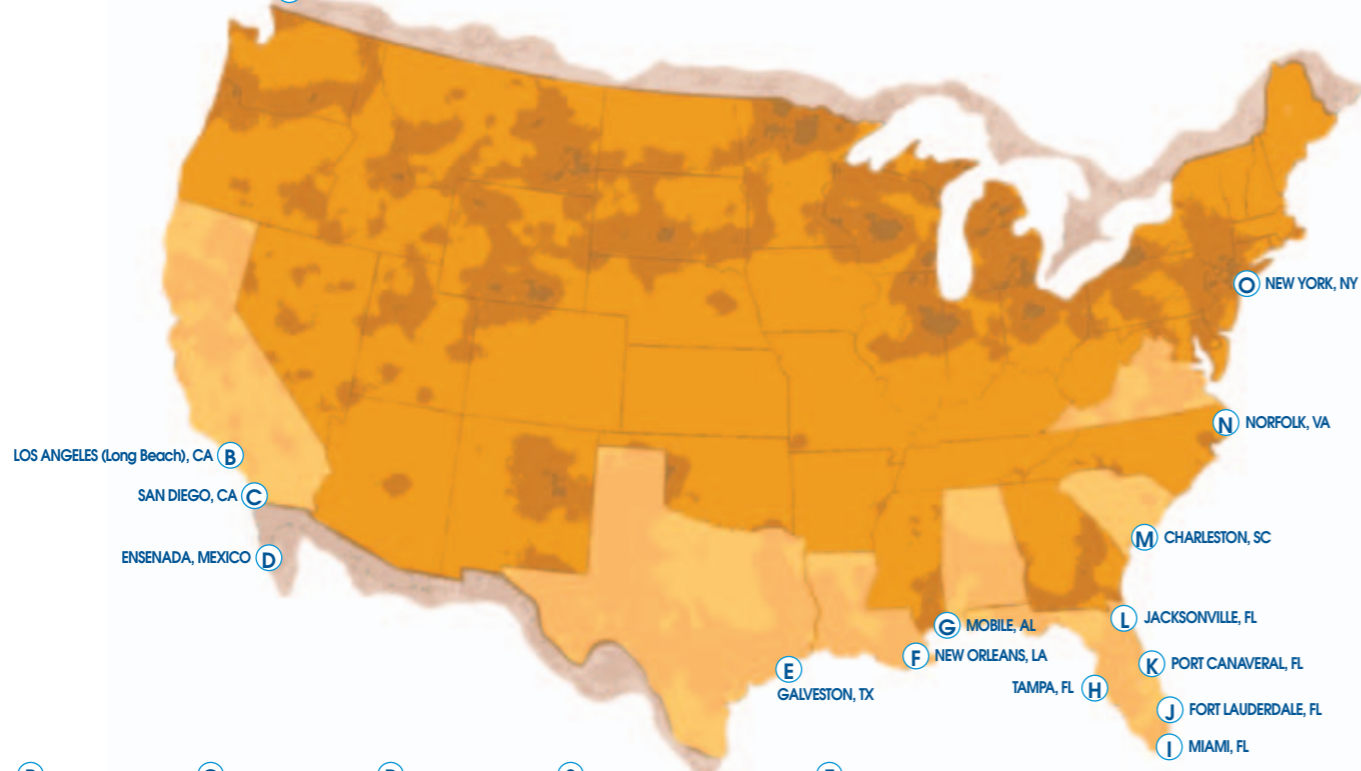 O NEW YORK, NY
N NORFOLK, VA
LOS ANGELES (Long Beach), CA B
SAN DIEGO, CA C
M CHARLESTON, SC
ENSENADA, MEXICO D
L JACKSONVILLE, FL
G MOBILE, AL
F NEW ORLEANS, LA
K PORT CANAVERAL, FL
E
GALVESTON, TX
TAMPA, FL H
J FORT LAUDERDALE, FL
I MIAMI, FL